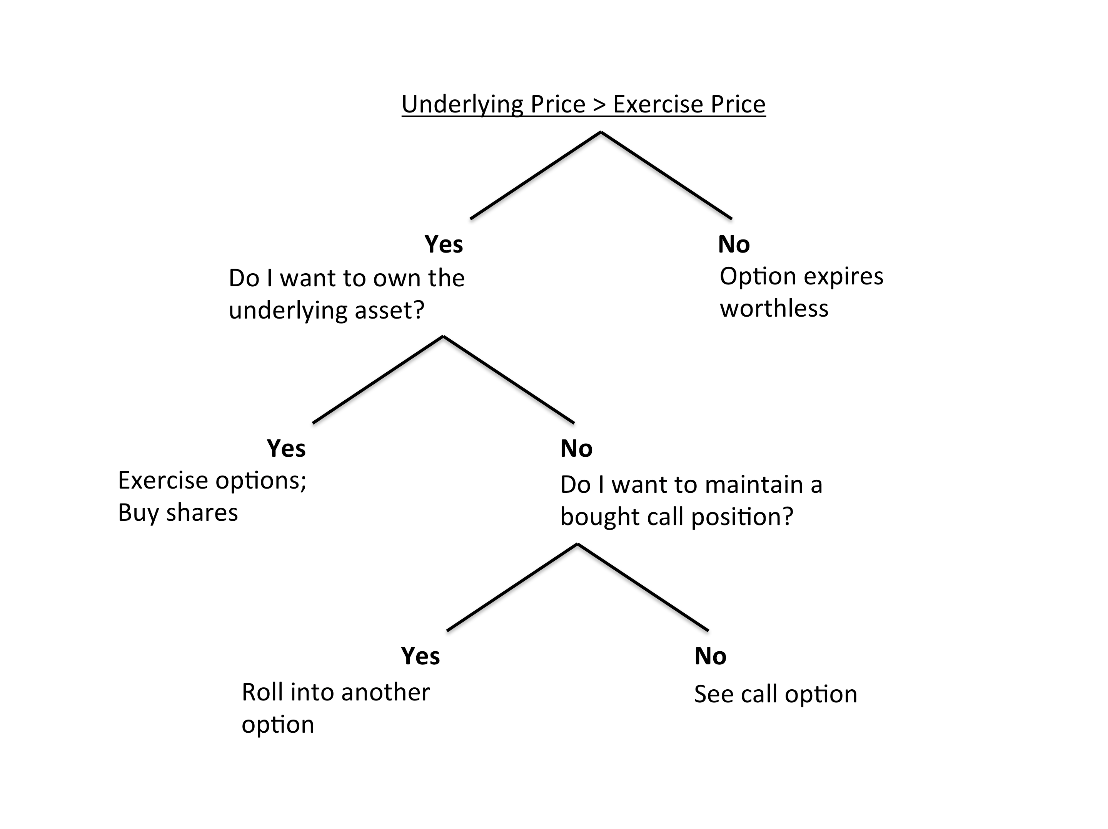 Underlying Price > Exercise Price
Yes
No
Do I want to own the
underlying asset?
Option expires
worthless
Yes
No
Exercise options;
Buy shares
Do I want to maintain a
bought call position?
Yes
No
Roll into another
option
See call option